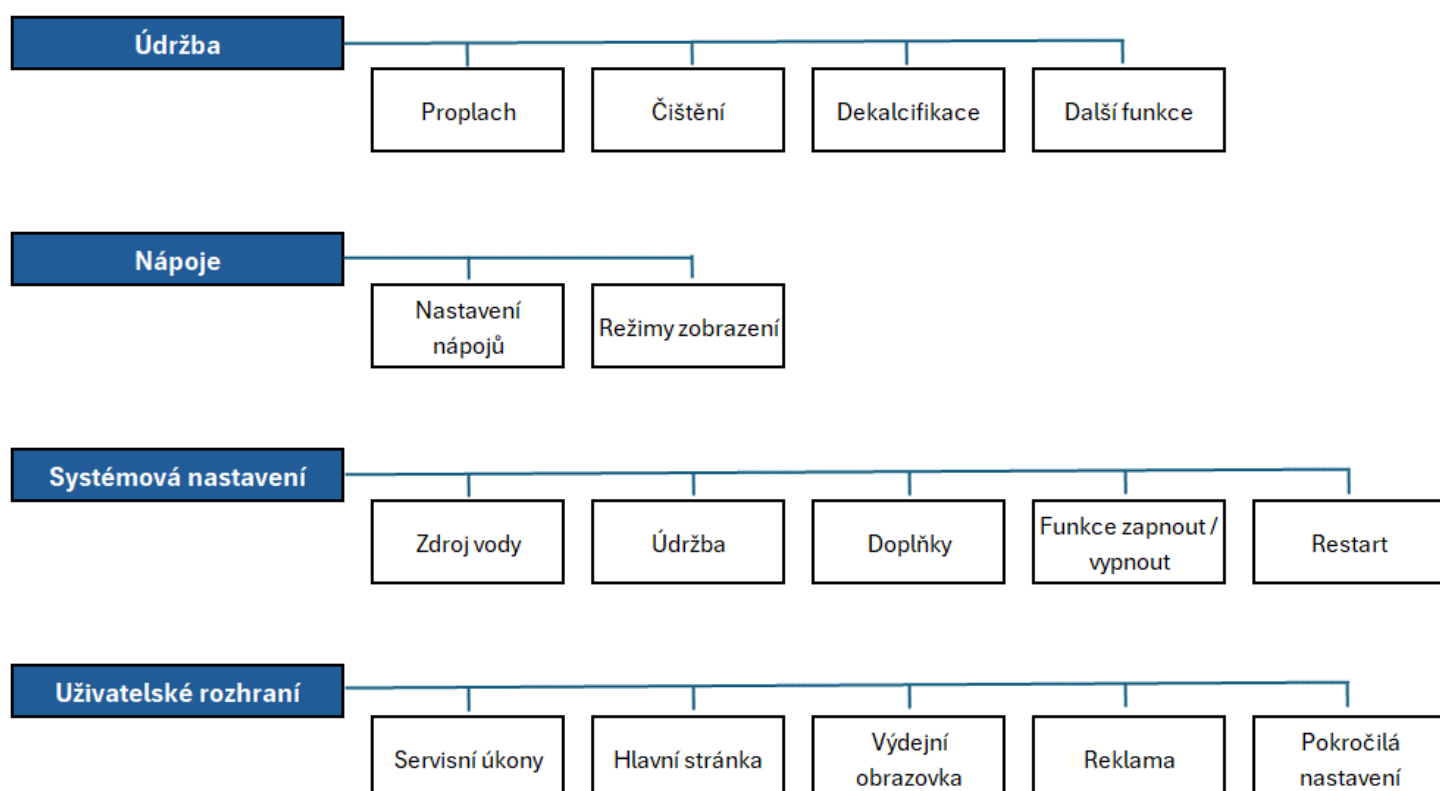 Údržba
Proplach
Čištění
Dekalcifikace
Další funkce
Nápoje
Nastavení
nápojů
Režimy zobrazení
Systémová nastavení
Zdroj vody
Údržba
Doplňky
Funkce zapnout /
vypnout
Restart
Uživatelské rozhraní
Servisní úkony
Hlavní stránka
Výdejní
obrazovka
Reklama
Pokročilá
nastavení